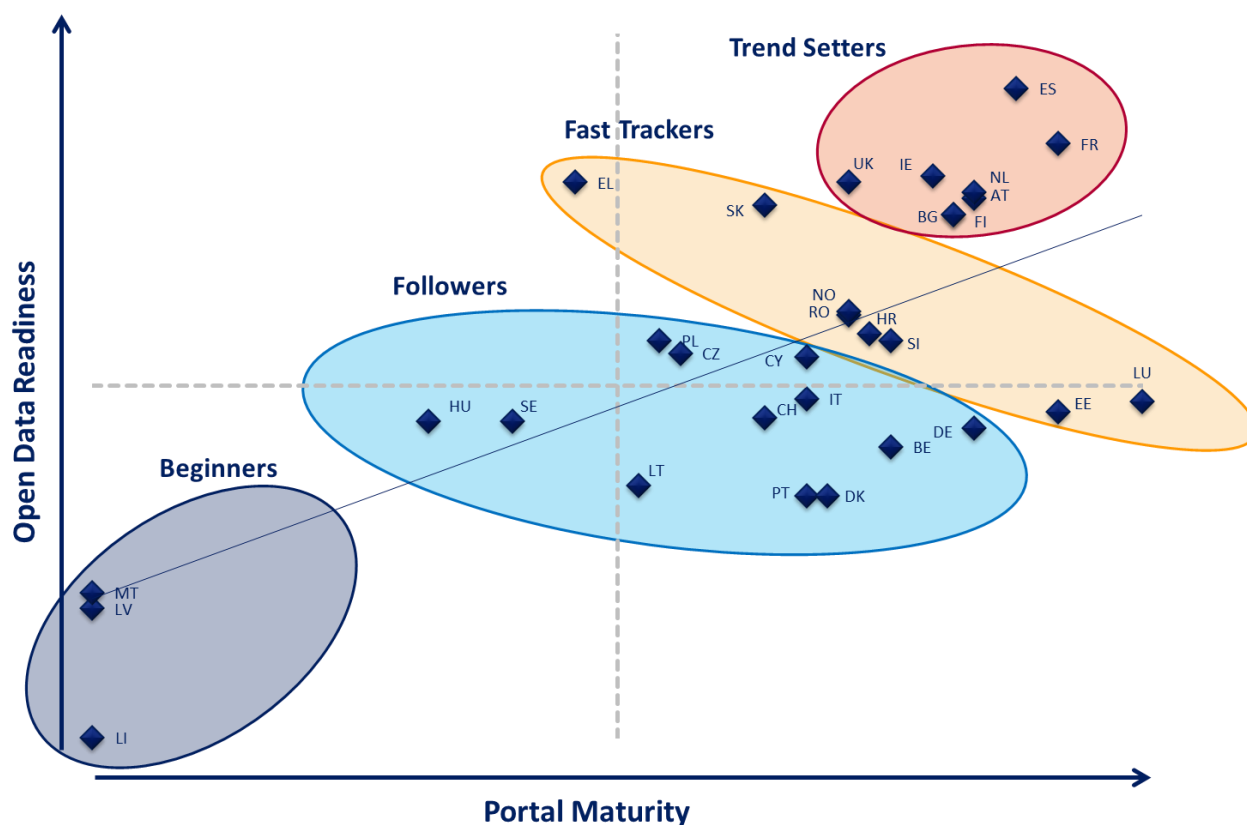 Trend Setters
ES
Fast Trackers
FR
UK
IE
EL
NL
AT
SK
BG
FI
Followers
NO
RO
HR
PL
SI
CZ
CY
LU
Open Data Readiness
HU
SE
CH
IT
EE
DE
BE
Beginners
LT
PT
DK
MT
LV
LI
Portal Maturity